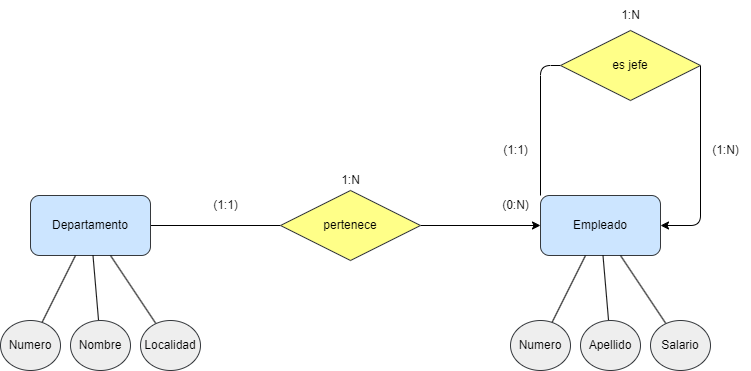 1:N
es jefe
(1:1)
(1:N)
1:N
(1:1)
(0:N)
Departamento
pertenece
Empleado
Numero
Nombre
Localidad
Numero
Apellido
Salario